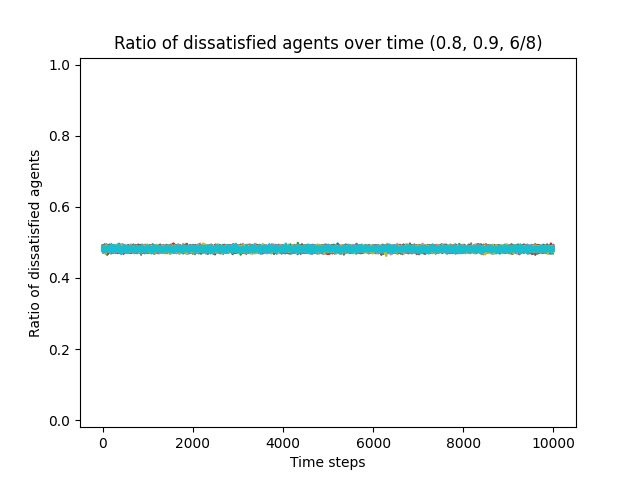 Ratio of dissatisfied agents over time (0.8, 0.9, 6/8)
Ratio of dissatisfied agents
1.0
0.8
0.6
0.4
0.2
0.0
0 2000 4000 6000 8000 10000
Time steps